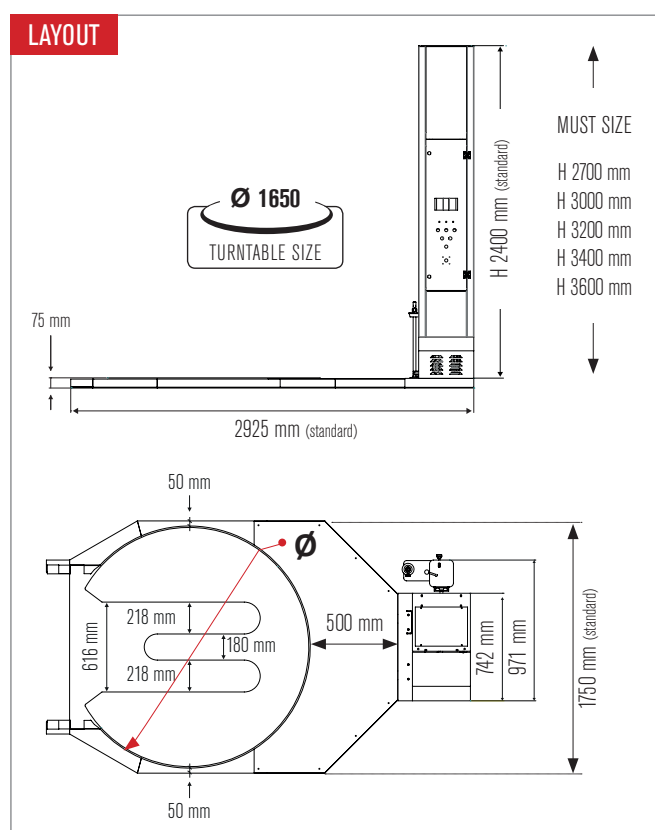 LAYOUT
Ø 1650
TURNTABLE SIZE
H 2400 mm (standard)
MUST SIZE
H 2700 mm
H 3000 mm
H 3200 mm
H 3400 mm
H 3600 mm
75 mm
2925 mm (standard)
50 mm
Ø
218 mm
180 mm
218 mm
616 mm
500 mm
742 mm
971 mm
1750 mm (standard)
50 mm